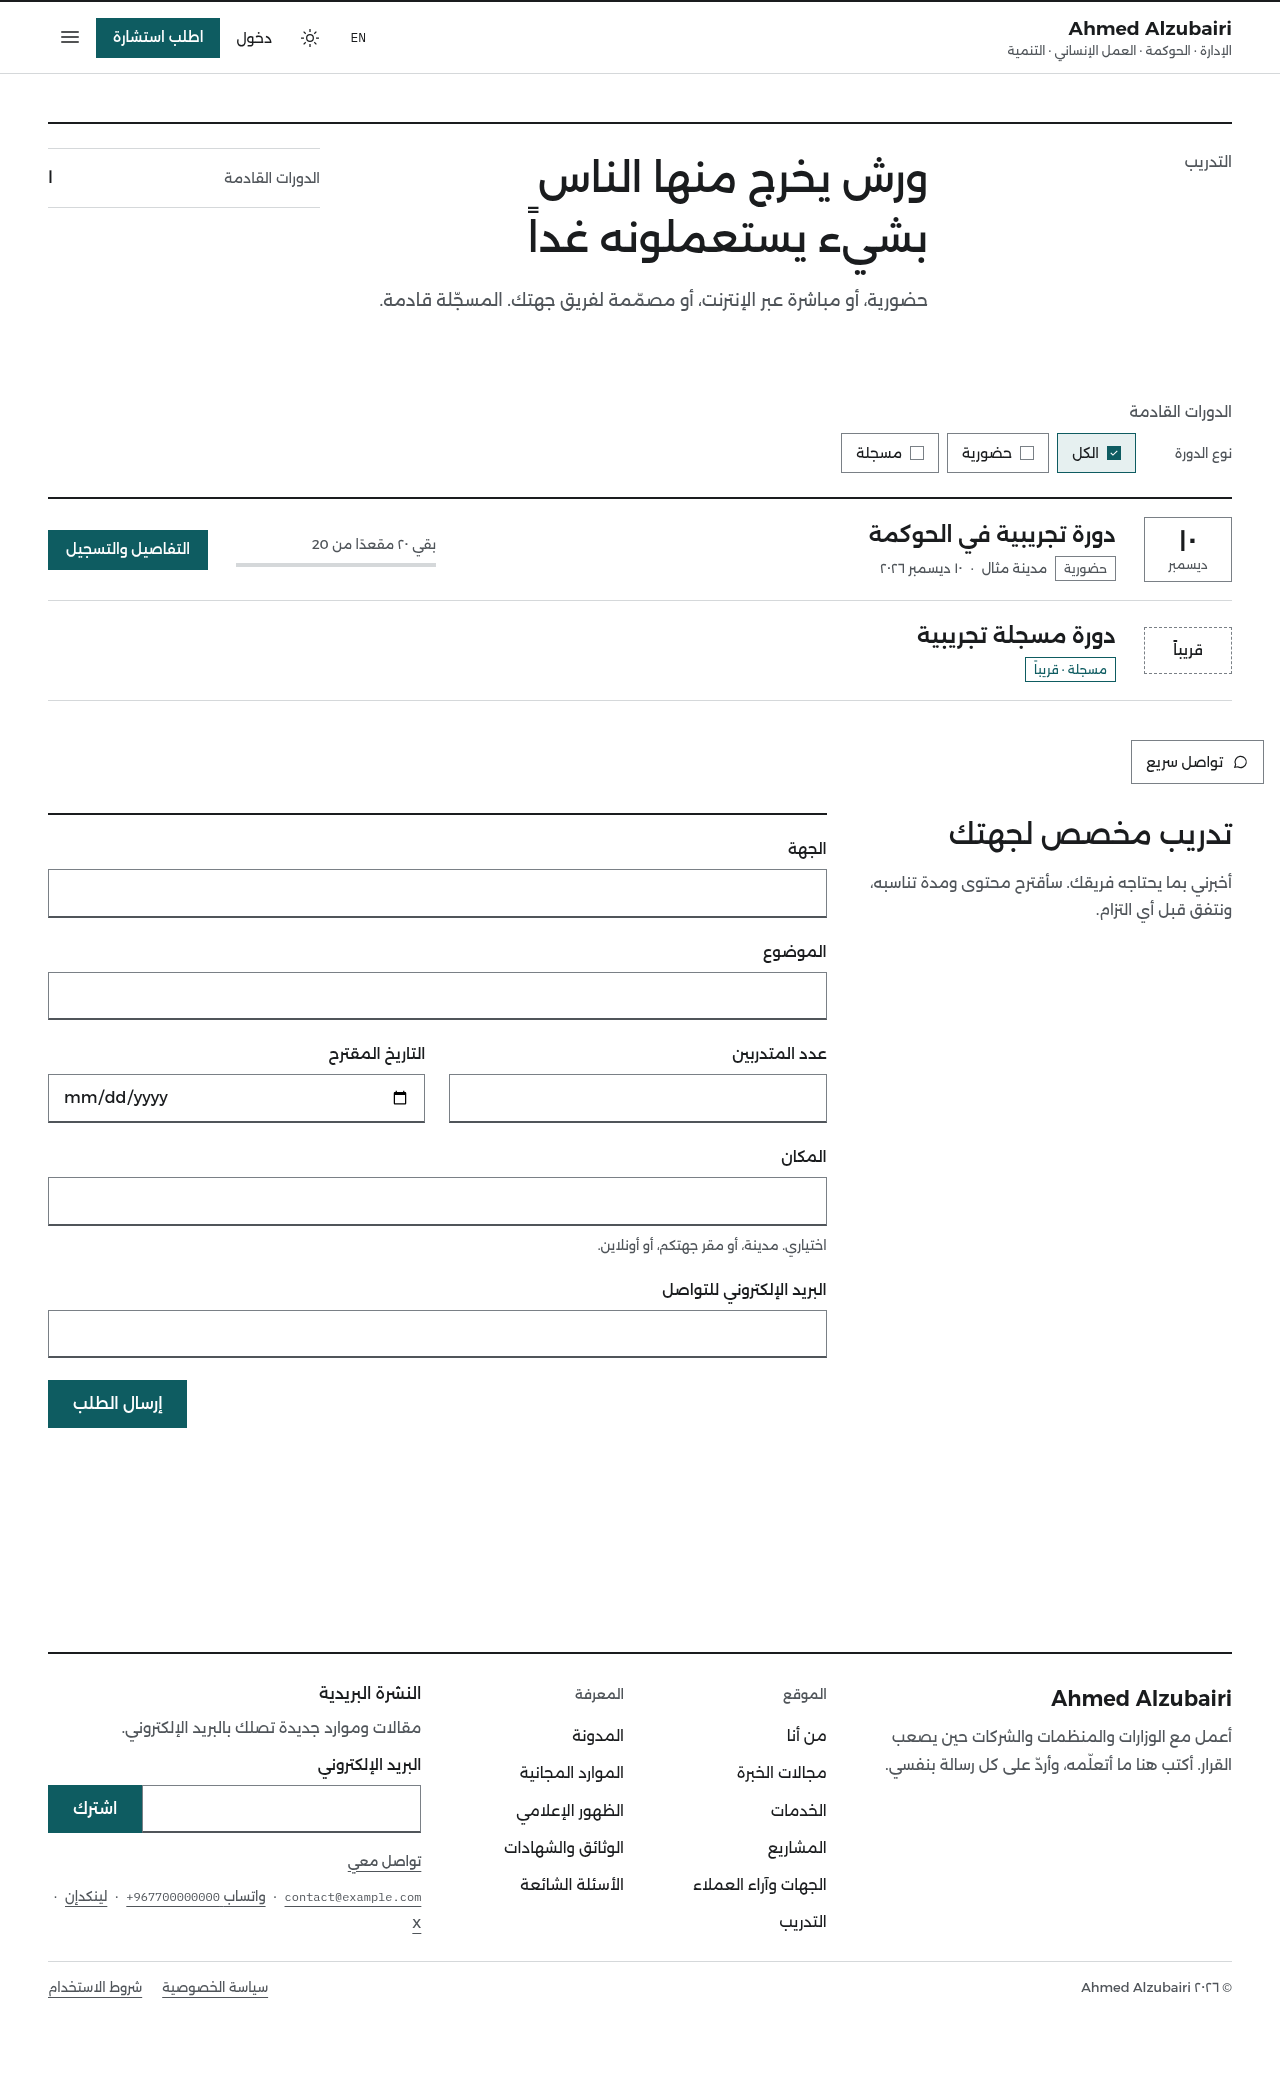 Ahmed Alzubairi
الإدارة · الحوكمة · العمل الإنساني · التنمية
EN
دخول
اطلب استشارة
التدريب
ورش يخرج منها الناس
بشيء يستعملونه غداً
حضورية، أو مباشرة عبر الإنترنت، أو مصمّمة لفريق جهتك. المسجّلة قادمة.
الدورات القادمة
١
الدورات القادمة
نوع الدورة
الكل
حضورية
مسجلة
١٠
ديسمبر
دورة تجريبية في الحوكمة
حضورية
مدينة مثال · ١٠ ديسمبر ٢٠٢٦
بقي ٢٠ مقعدًا من 20
التفاصيل والتسجيل
قريباً
دورة مسجلة تجريبية
مسجلة · قريباً
تواصل سريع
تدريب مخصص لجهتك
أخبرني بما يحتاجه فريقك. سأقترح محتوى ومدة تناسبه،
ونتفق قبل أي التزام.
الجهة
الموضوع
عدد المتدربين
التاريخ المقترح
mm/dd/yyyy
المكان
اختياري. مدينة، أو مقر جهتكم، أو أونلاين.
البريد الإلكتروني للتواصل
إرسال الطلب
Ahmed Alzubairi
أعمل مع الوزارات والمنظمات والشركات حين يصعب
القرار. أكتب هنا ما أتعلّمه، وأردّ على كل رسالة بنفسي.
الموقع
من أنا
مجالات الخبرة
الخدمات
المشاريع
الجهات وآراء العملاء
التدريب
المعرفة
المدونة
الموارد المجانية
الظهور الإعلامي
الوثائق والشهادات
الأسئلة الشائعة
النشرة البريدية
مقالات وموارد جديدة تصلك بالبريد الإلكتروني.
البريد الإلكتروني
اشترك
تواصل معي
contact@example.com · واتساب +967700000000 · لينكدإن ·
X
© ٢٠٢٦ Ahmed Alzubairi
سياسة الخصوصية
شروط الاستخدام